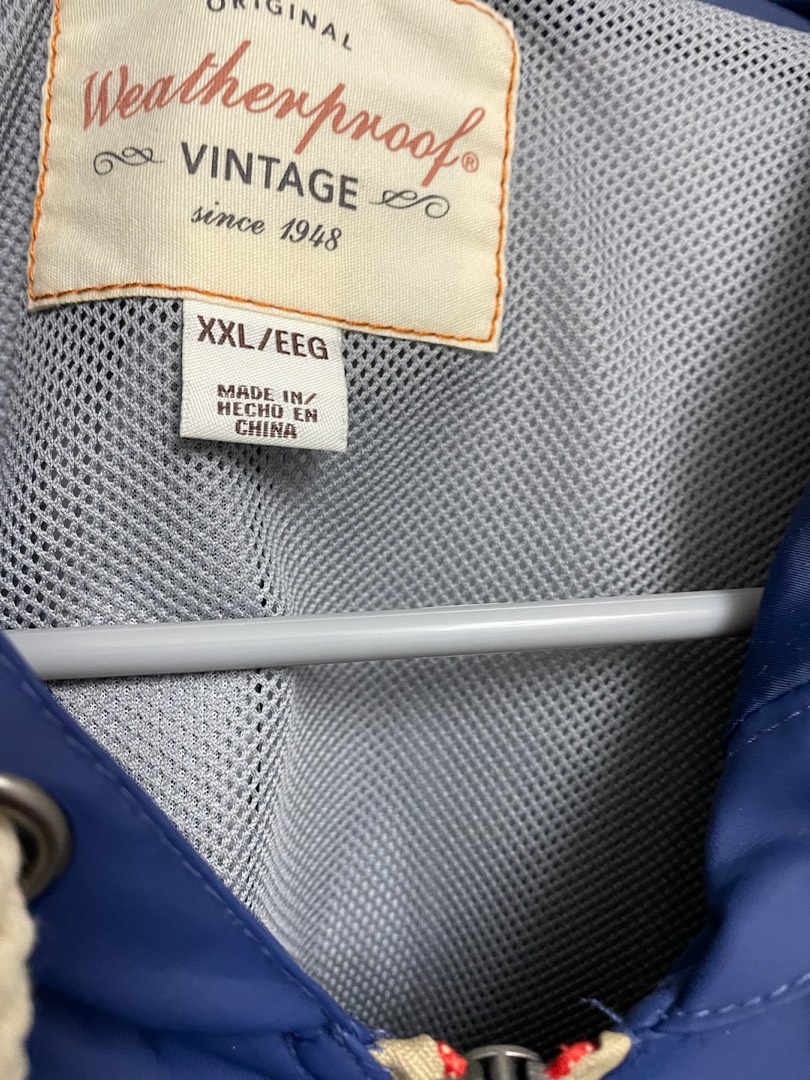 ORIGINAL
Weatherproof®
VINTAGE
since 1948
XXL/EEG
MADE IN/
HECHO EN
CHINA